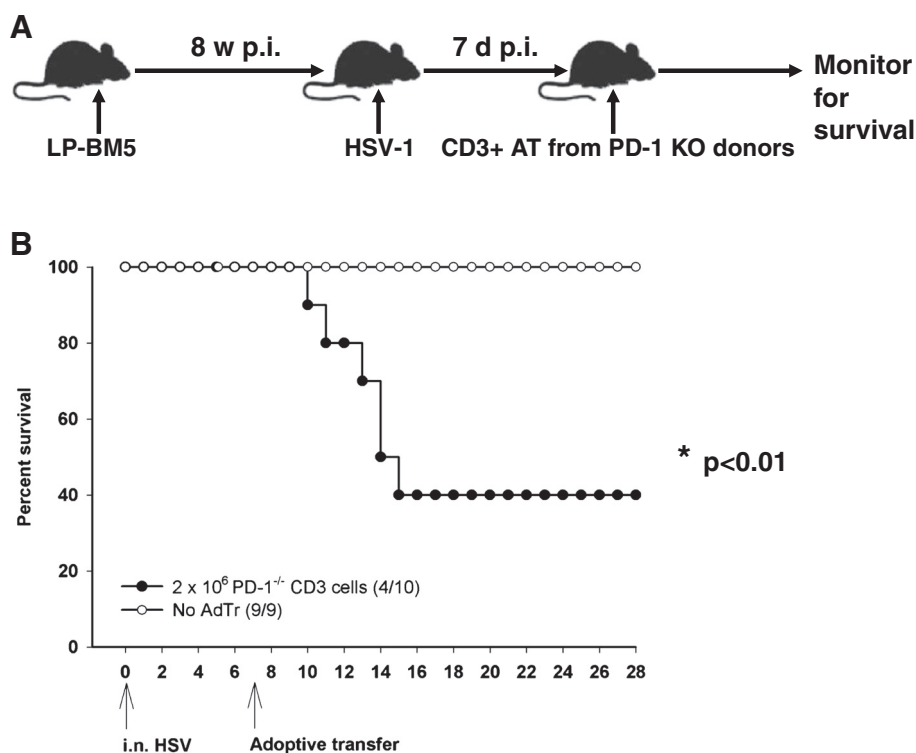 A
8 w p.i.
7 d p.i.
Monitor
for
survival
LP-BM5
HSV-1
CD3+ AT from PD-1 KO donors
B
Percent survival
100
80
60
40
20
0
* p<0.01
2 x 10⁶ PD-1⁻/⁻ CD3 cells (4/10)
No AdTr (9/9)
0 2 4 6 8 10 12 14 16 18 20 22 24 26 28
i.n. HSV
Adoptive transfer